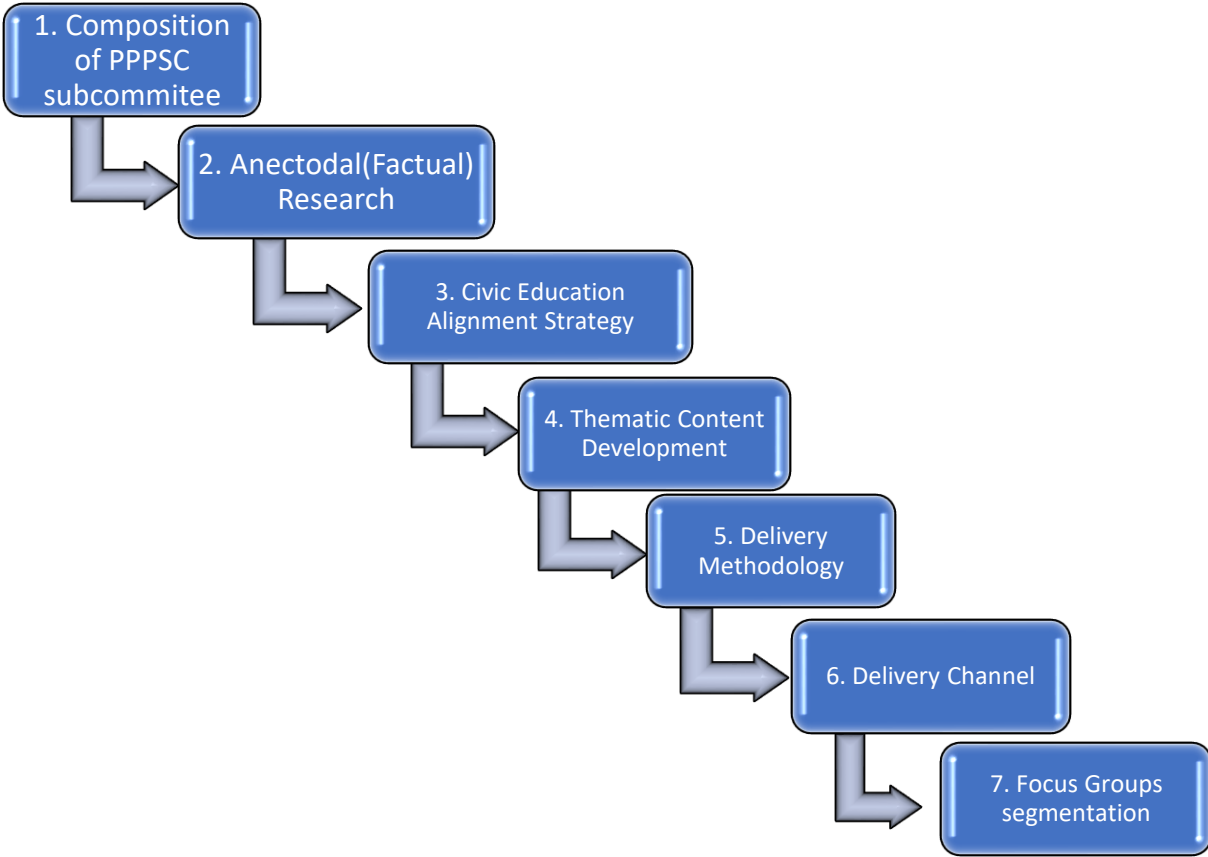 1. Composition
of PPPSC
subcommitee
2. Anectodal(Factual)
Research
3. Civic Education
Alignment Strategy
4. Thematic Content
Development
5. Delivery
Methodology
6. Delivery Channel
7. Focus Groups
segmentation